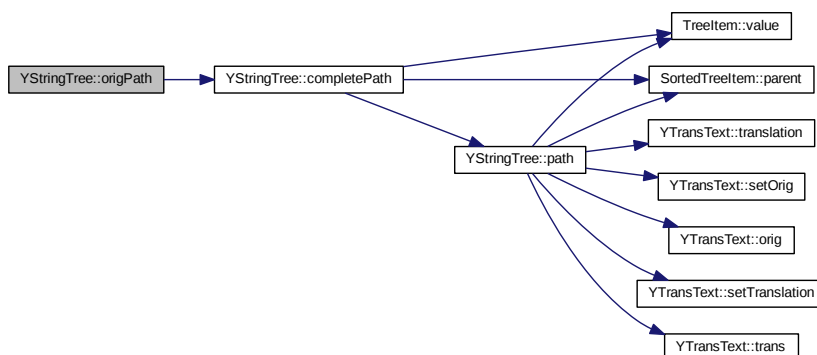 TreeItem::value
YStringTree::origPath
YStringTree::completePath
SortedTreeItem::parent
YTransText::translation
YStringTree::path
YTransText::setOrig
YTransText::orig
YTransText::setTranslation
YTransText::trans